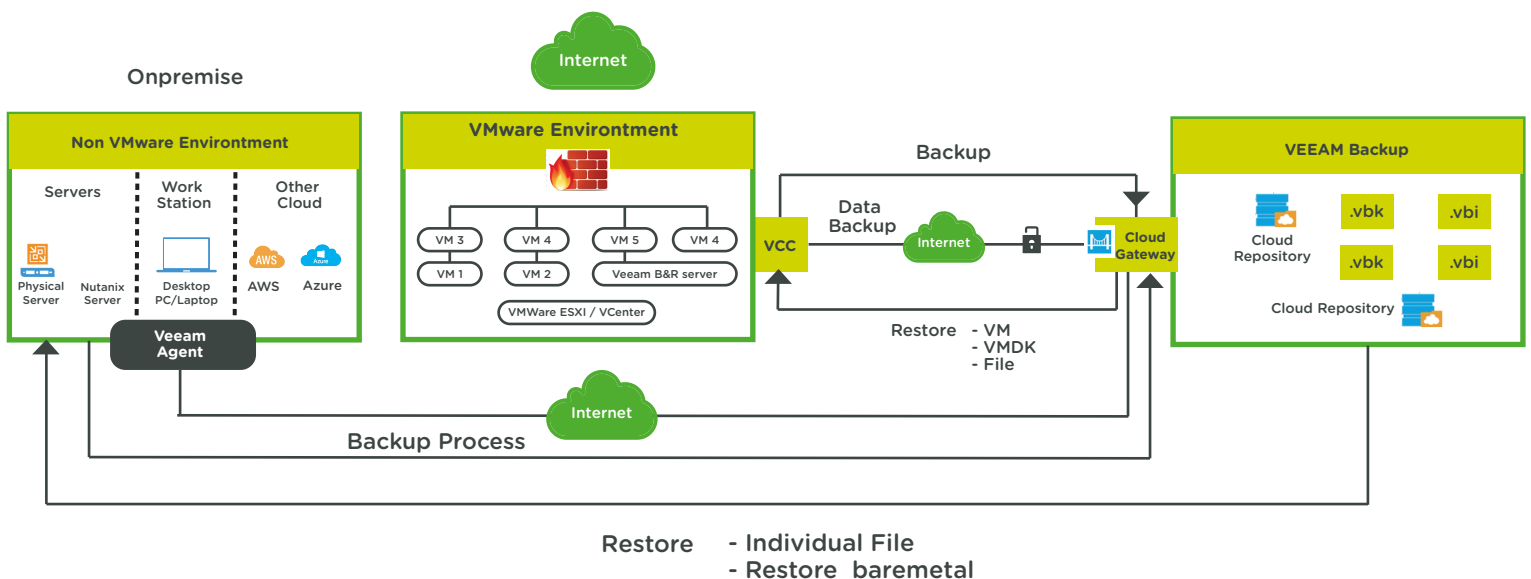 Internet
Onpremise
Non VMware Environtment
Servers
Work
Station
Other
Cloud
Physical
Server
Nutanix
Server
Desktop
PC/Laptop
AWS
AWS
Azure
Azure
Veeam
Agent
VMware Environtment
VM 3
VM 4
VM 5
VM 4
VM 1
VM 2
Veeam B&R server
VMWare ESXI / VCenter
VCC
Backup
Data
Backup
Internet
Cloud
Gateway
Restore - VM
- VMDK
- File
VEEAM Backup
Cloud
Repository
.vbk
.vbi
.vbk
.vbi
Cloud Repository
Internet
Backup Process
Restore - Individual File
- Restore baremetal